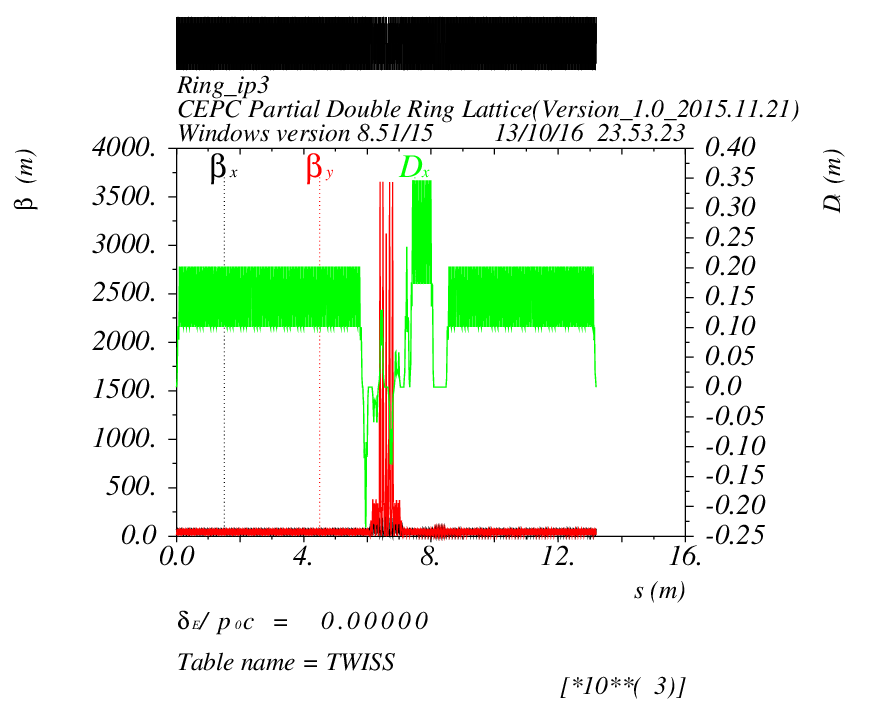 Ring_ip3
CEPC Partial Double Ring Lattice(Version_1.0_2015.11.21)
Windows version 8.51/15 13/10/16 23.53.23
β (m)
4000.
3500.
3000.
2500.
2000.
1500.
1000.
500.
0.0
βx βy Dx
0.40
0.35
0.30
0.25
0.20
0.15
0.10
0.05
0.0
-0.05
-0.10
-0.15
-0.20
-0.25
Dx (m)
0.0 4. 8. 12. 16.
s (m)
δE/ p0c = 0.00000
Table name = TWISS
[*10**( 3)]